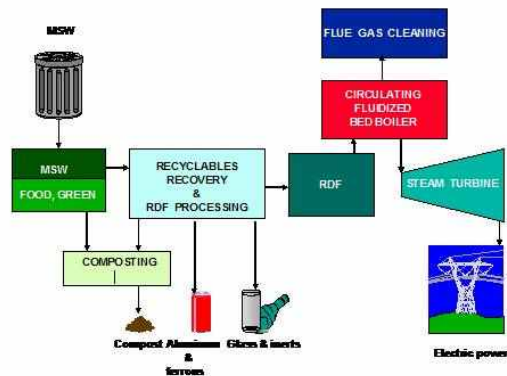 MSW
FLUE GAS CLEANING
CIRCULATING
FLUIDIZED
BED BOILER
MSW
FOOD, GREEN
RECYCLABLES
RECOVERY
&
RDF PROCESSING
RDF
STEAM TURBINE
COMPOSTING
Compost
Aluminum
&
ferrous
Glass & inerts
Electric power